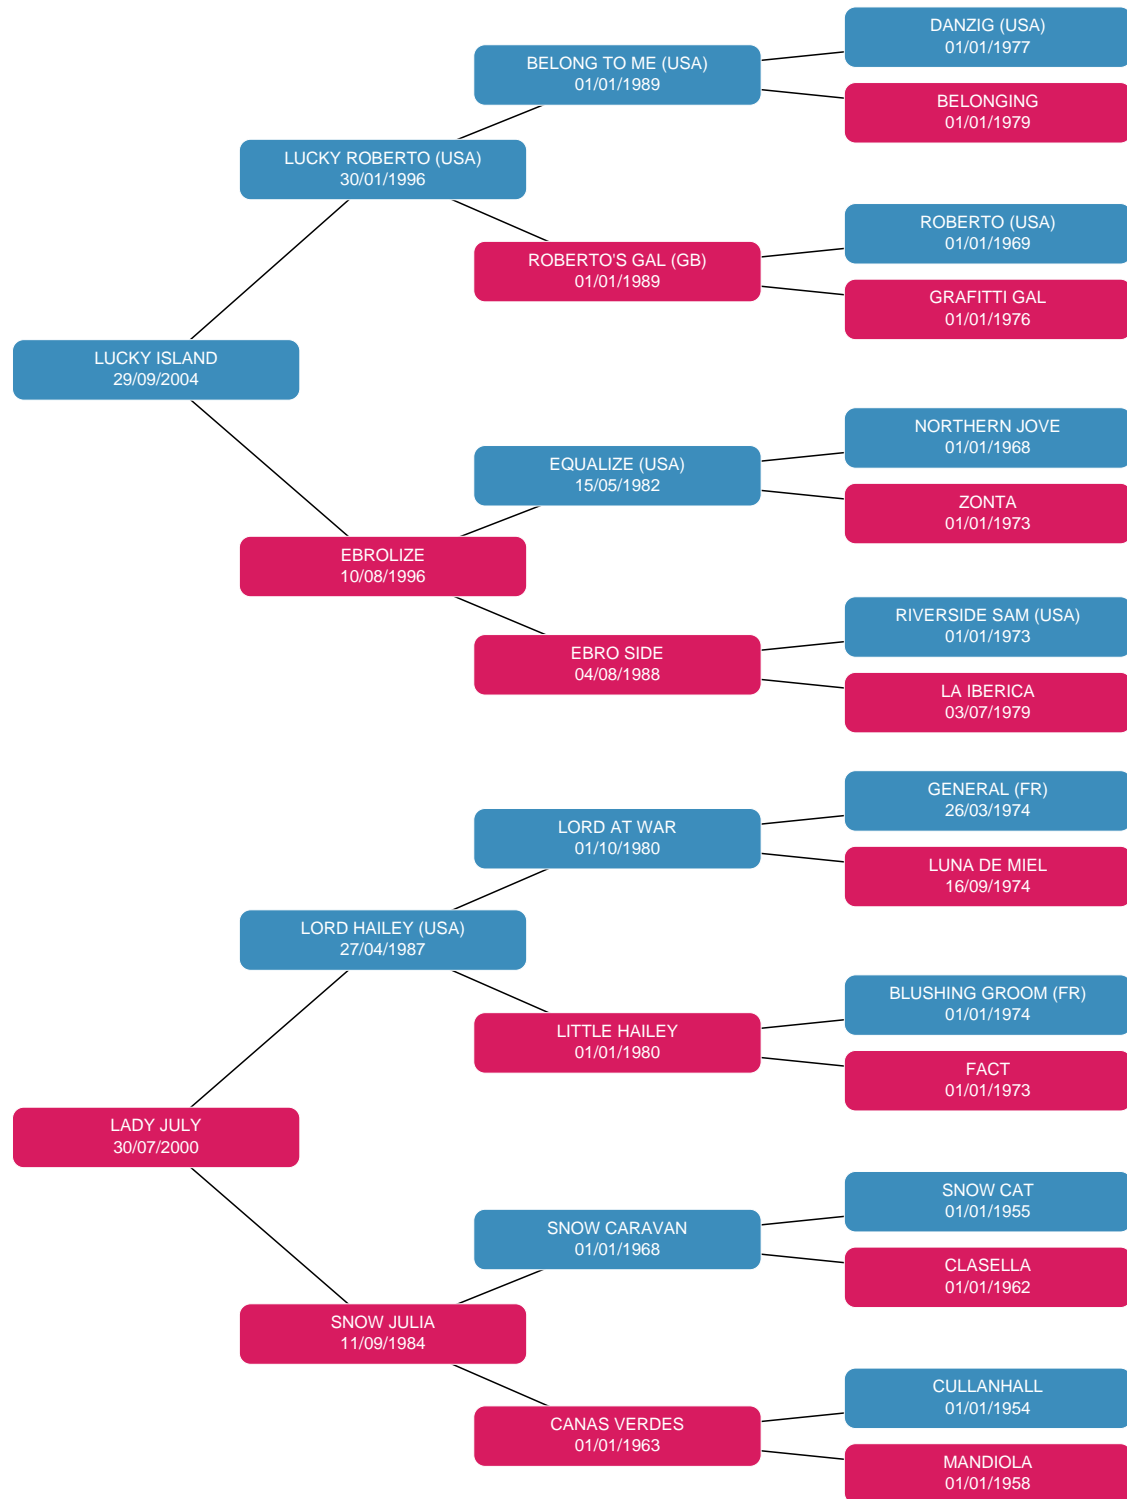 DANZIG (USA)
01/01/1977
BELONG TO ME (USA)
01/01/1989
BELONGING
01/01/1979
LUCKY ROBERTO (USA)
30/01/1996
ROBERTO (USA)
01/01/1969
ROBERTO'S GAL (GB)
01/01/1989
GRAFITTI GAL
01/01/1976
LUCKY ISLAND
29/09/2004
NORTHERN JOVE
01/01/1968
EQUALIZE (USA)
15/05/1982
ZONTA
01/01/1973
EBROLIZE
10/08/1996
RIVERSIDE SAM (USA)
01/01/1973
EBRO SIDE
04/08/1988
LA IBERICA
03/07/1979
GENERAL (FR)
26/03/1974
LORD AT WAR
01/10/1980
LUNA DE MIEL
16/09/1974
LORD HAILEY (USA)
27/04/1987
BLUSHING GROOM (FR)
01/01/1974
LITTLE HAILEY
01/01/1980
FACT
01/01/1973
LADY JULY
30/07/2000
SNOW CAT
01/01/1955
SNOW CARAVAN
01/01/1968
CLASELLA
01/01/1962
SNOW JULIA
11/09/1984
CULLANHALL
01/01/1954
CANAS VERDES
01/01/1963
MANDIOLA
01/01/1958